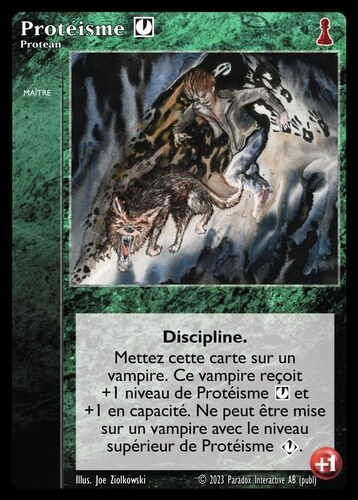 Protéisme
Protean
MAÎTRE
Discipline.
Mettez cette carte sur un
vampire. Ce vampire reçoit
+1 niveau de Protéisme et
+1 en capacité. Ne peut être mise
sur un vampire avec le niveau
supérieur de Protéisme .
+1
Illus. Joe Ziolkowski © 2023 Paradox Interactive AB (publ)